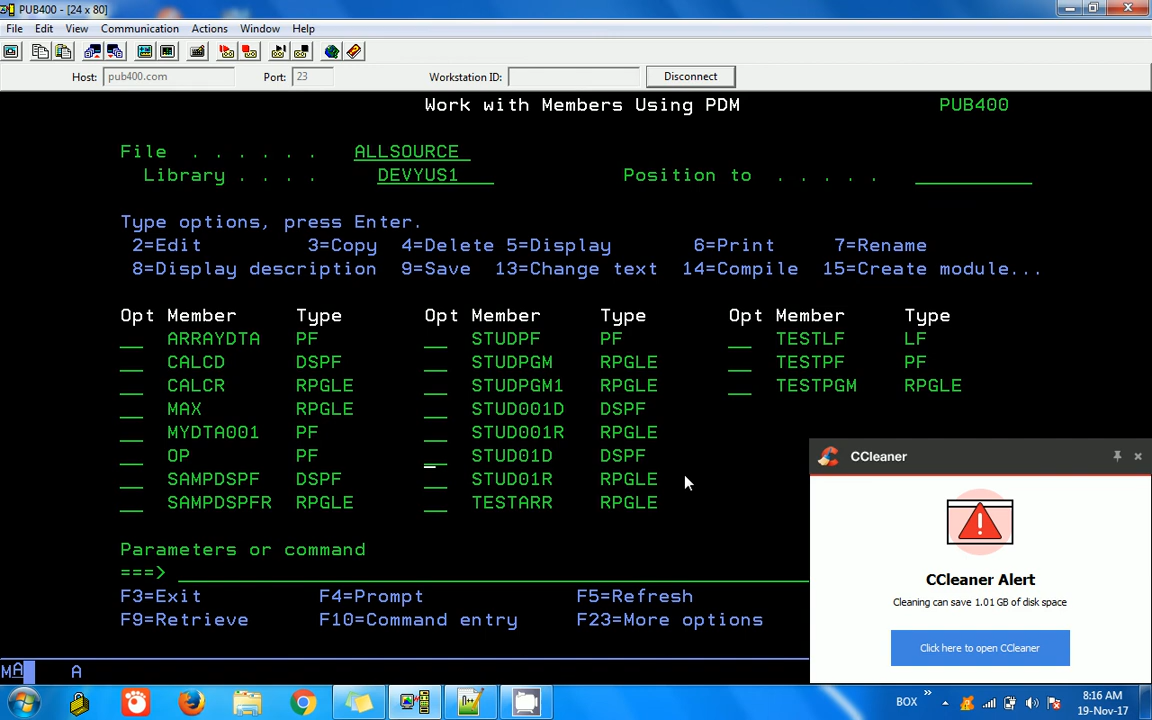 PUB400 - [24 x 80]
File Edit View Communication Actions Window Help
Host: pub400.com Port: 23 Workstation ID: Disconnect
Work with Members Using PDM PUB400
File . . . . . . ALLSOURCE
Library . . . . DEVYUS1 Position to . . . . .
Type options, press Enter.
2=Edit 3=Copy 4=Delete 5=Display 6=Print 7=Rename
8=Display description 9=Save 13=Change text 14=Compile 15=Create module...
Opt Member Type Opt Member Type Opt Member Type
ARRAYDTA PF STUDPF PF TESTLF LF
CALCD DSPF STUDPGM RPGLE TESTPF PF
CALCR RPGLE STUDPGM1 RPGLE TESTPGM RPGLE
MAX RPGLE STUD001D DSPF
MYDTA001 PF STUD001R RPGLE
OP PF STUD01D DSPF
SAMPDSPF DSPF STUD01R RPGLE
SAMPDSPFR RPGLE TESTARR RPGLE
Parameters or command
===>
F3=Exit F4=Prompt F5=Refresh
F9=Retrieve F10=Command entry F23=More options
MA A
CCleaner
CCleaner Alert
Cleaning can save 1.01 GB of disk space
Click here to open CCleaner
BOX » 8:16 AM
19-Nov-17